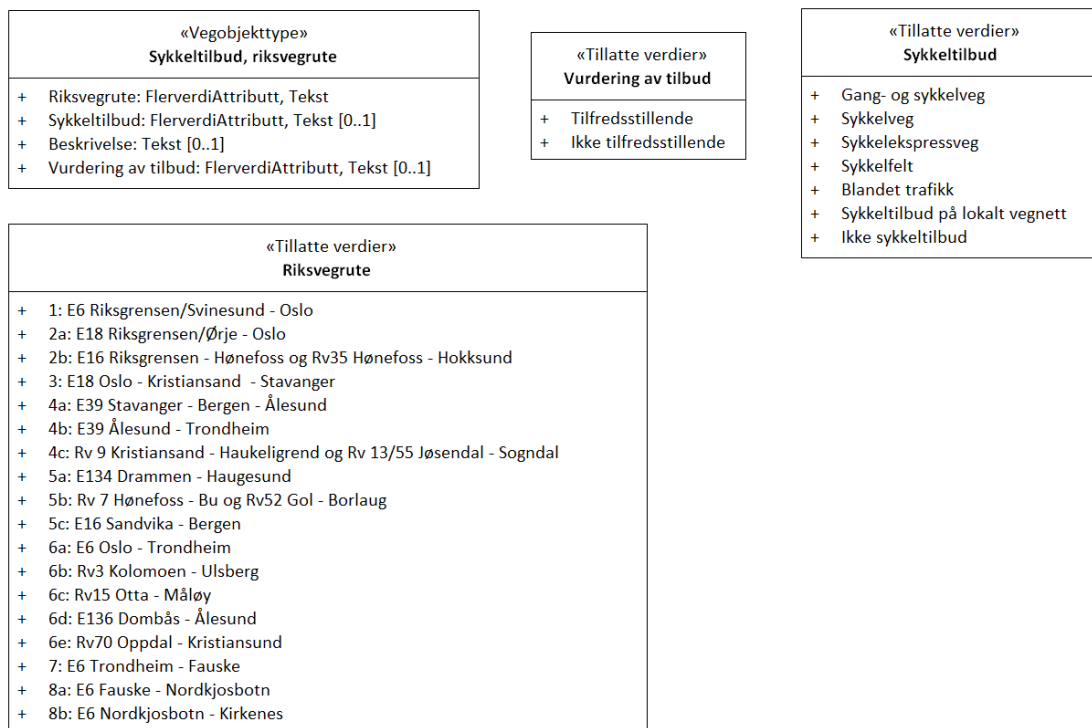 «Vegobjekttype»
Sykkeltilbud, riksvegrute
+ Riksvegrute: FlerverdiAttributt, Tekst
+ Sykkeltilbud: FlerverdiAttributt, Tekst [0..1]
+ Beskrivelse: Tekst [0..1]
+ Vurdering av tilbud: FlerverdiAttributt, Tekst [0..1]
«Tillatte verdier»
Vurdering av tilbud
+ Tilfredsstillende
+ Ikke tilfredsstillende
«Tillatte verdier»
Sykkeltilbud
+ Gang- og sykkelveg
+ Sykkelveg
+ Sykkelekspressveg
+ Sykkelfelt
+ Blandet trafikk
+ Sykkeltilbud på lokalt vegnett
+ Ikke sykkeltilbud
«Tillatte verdier»
Riksvegrute
+ 1: E6 Riksgrensen/Svinesund - Oslo
+ 2a: E18 Riksgrensen/Ørje - Oslo
+ 2b: E16 Riksgrensen - Hønefoss og Rv35 Hønefoss - Hokksund
+ 3: E18 Oslo - Kristiansand  - Stavanger
+ 4a: E39 Stavanger - Bergen - Ålesund
+ 4b: E39 Ålesund - Trondheim
+ 4c: Rv 9 Kristiansand - Haukeligrend og Rv 13/55 Jøsendal - Sogndal
+ 5a: E134 Drammen - Haugesund
+ 5b: Rv 7 Hønefoss - Bu og Rv52 Gol - Borlaug
+ 5c: E16 Sandvika - Bergen
+ 6a: E6 Oslo - Trondheim
+ 6b: Rv3 Kolomoen - Ulsberg
+ 6c: Rv15 Otta - Måløy
+ 6d: E136 Dombås - Ålesund
+ 6e: Rv70 Oppdal - Kristiansund
+ 7: E6 Trondheim - Fauske
+ 8a: E6 Fauske - Nordkjosbotn
+ 8b: E6 Nordkjosbotn - Kirkenes